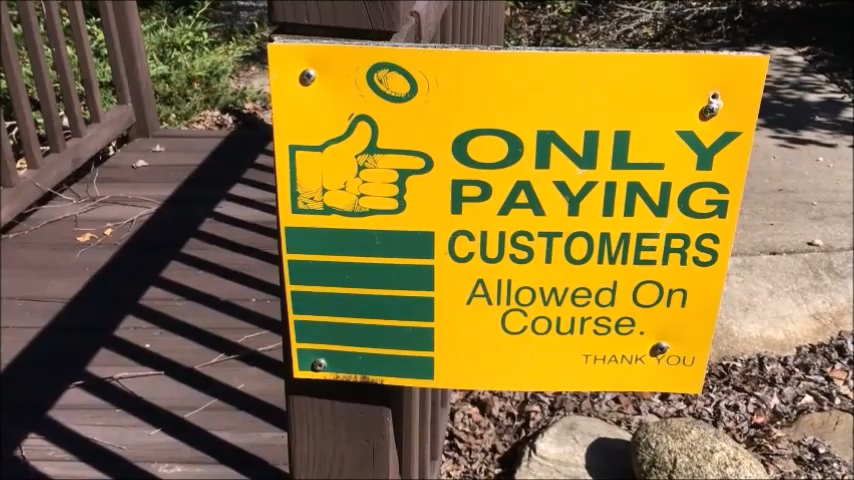 ONLY
PAYING
CUSTOMERS
Allowed On
Course.
THANK YOU